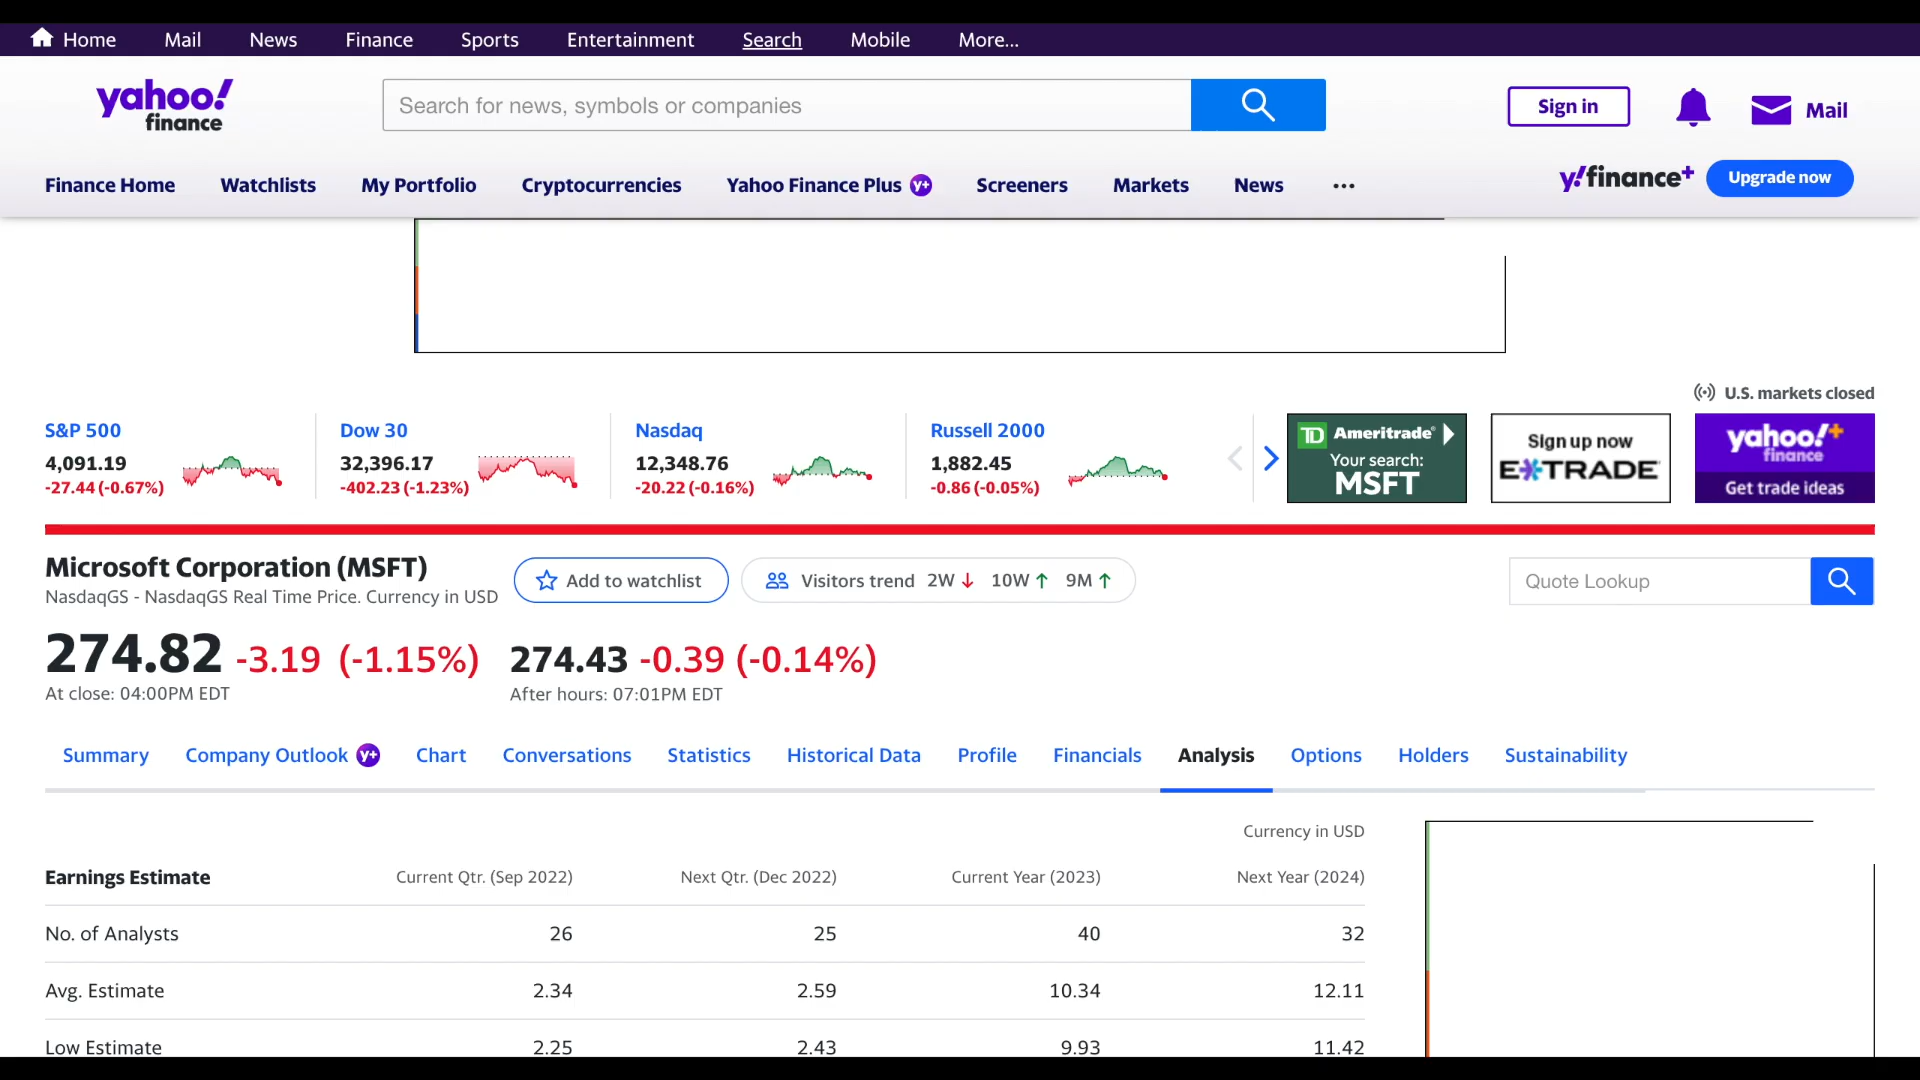 Home Mail News Finance Sports Entertainment Search Mobile More...
yahoo! finance
Search for news, symbols or companies
Sign in
Mail
Finance Home Watchlists My Portfolio Cryptocurrencies Yahoo Finance Plus y+ Screeners Markets News ...
y!finance+ Upgrade now
U.S. markets closed
S&P 500
4,091.19
-27.44 (-0.67%)
Dow 30
32,396.17
-402.23 (-1.23%)
Nasdaq
12,348.76
-20.22 (-0.16%)
Russell 2000
1,882.45
-0.86 (-0.05%)
TD Ameritrade
Your search:
MSFT
Sign up now
E*TRADE
yahoo!+
finance
Get trade ideas
Microsoft Corporation (MSFT)
NasdaqGS - NasdaqGS Real Time Price. Currency in USD
Add to watchlist
Visitors trend 2W ↓ 10W ↑ 9M ↑
Quote Lookup
274.82 -3.19 (-1.15%)
At close: 04:00PM EDT
274.43 -0.39 (-0.14%)
After hours: 07:01PM EDT
Summary Company Outlook y+ Chart Conversations Statistics Historical Data Profile Financials Analysis Options Holders Sustainability
Currency in USD
Earnings Estimate Current Qtr. (Sep 2022) Next Qtr. (Dec 2022) Current Year (2023) Next Year (2024)
No. of Analysts 26 25 40 32
Avg. Estimate 2.34 2.59 10.34 12.11
Low Estimate 2.25 2.43 9.93 11.42